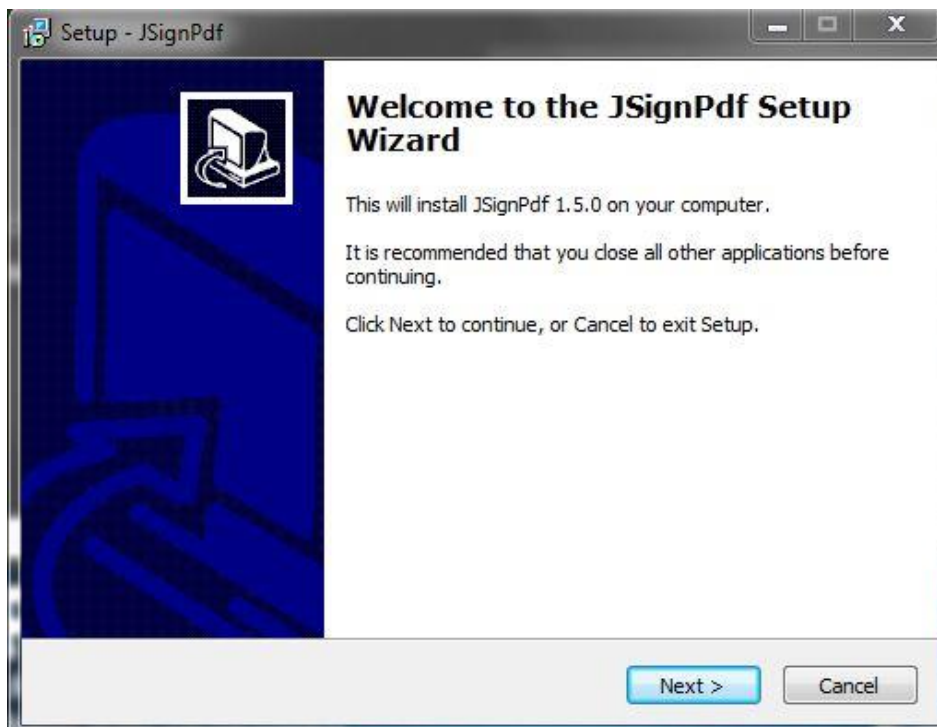 Setup - JSignPdf
Welcome to the JSignPdf Setup
Wizard
This will install JSignPdf 1.5.0 on your computer.
It is recommended that you close all other applications before
continuing.
Click Next to continue, or Cancel to exit Setup.
Next >
Cancel